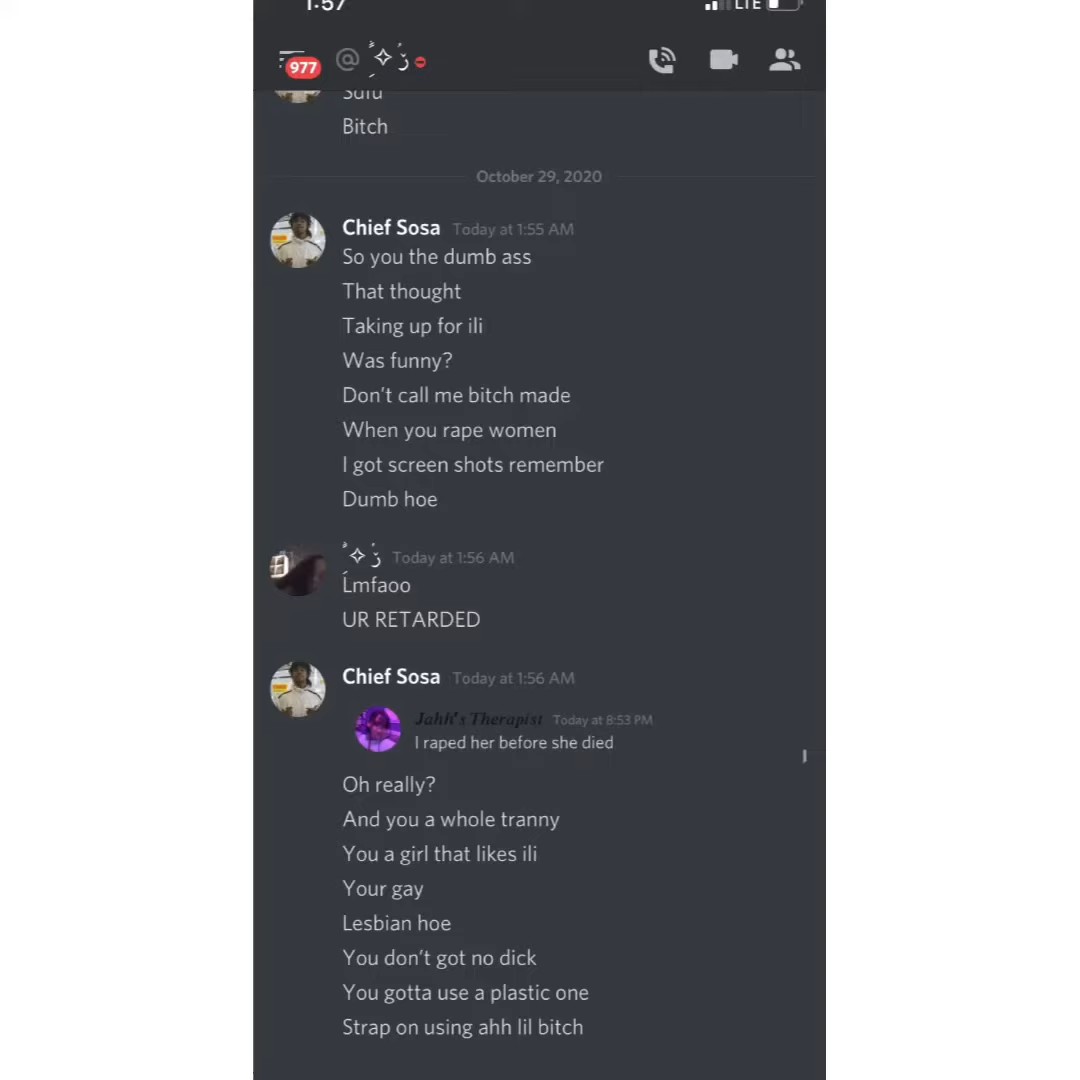 1:57
LTE
977
Sufu
Bitch
October 29, 2020
Chief Sosa Today at 1:55 AM
So you the dumb ass
That thought
Taking up for ili
Was funny?
Don't call me bitch made
When you rape women
I got screen shots remember
Dumb hoe
Today at 1:56 AM
Lmfaoo
UR RETARDED
Chief Sosa Today at 1:56 AM
Jahh's Therapist Today at 8:53 PM
I raped her before she died
Oh really?
And you a whole tranny
You a girl that likes ili
Your gay
Lesbian hoe
You don't got no dick
You gotta use a plastic one
Strap on using ahh lil bitch